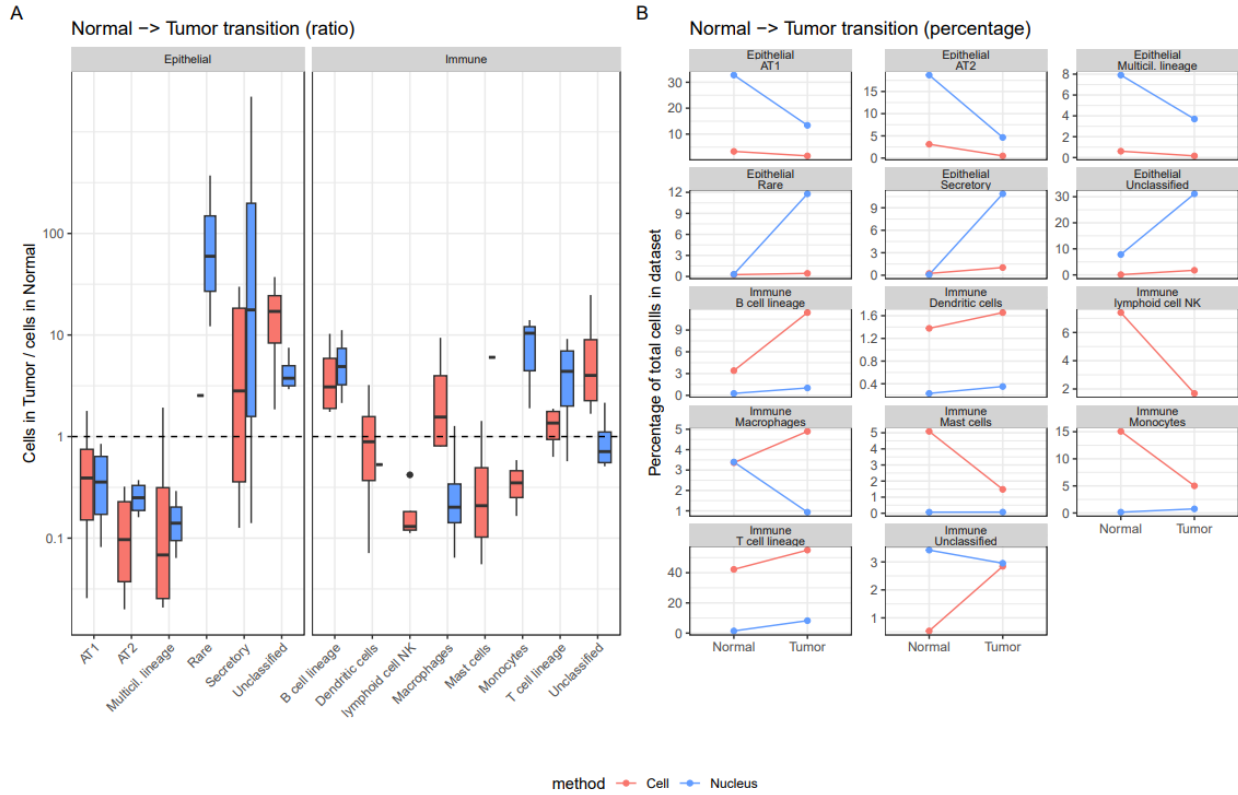 A
Normal −> Tumor transition (ratio)
Epithelial
Immune
Cells in Tumor / cells in Normal
100
10
1
0.1
AT1
AT2
Multicil. lineage
Rare
Secretory
Unclassified
B cell lineage
Dendritic cells
lymphoid cell NK
Macrophages
Mast cells
Monocytes
T cell lineage
Unclassified
B
Normal −> Tumor transition (percentage)
Percentage of total cellls in dataset
Epithelial
AT1
30
20
10
Epithelial
AT2
15
10
5
0
Epithelial
Multicil. lineage
8
6
4
2
0
Epithelial
Rare
12
9
6
3
0
Epithelial
Secretory
9
6
3
0
Epithelial
Unclassified
30
20
10
0
Immune
B cell lineage
9
6
3
0
Immune
Dendritic cells
1.6
1.2
0.8
0.4
Immune
lymphoid cell NK
6
4
2
Immune
Macrophages
5
4
3
2
1
Immune
Mast cells
5
4
3
2
1
0
Immune
Monocytes
15
10
5
0
Normal Tumor
Immune
T cell lineage
40
20
0
Normal Tumor
Immune
Unclassified
3
2
1
Normal Tumor
method Cell Nucleus